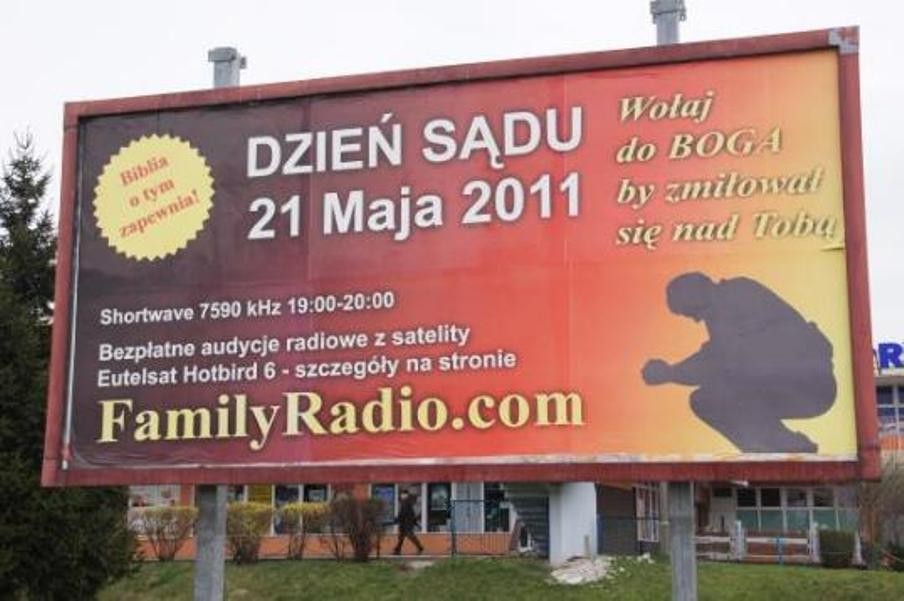 Biblia
o tym
zapewnia!
DZIEŃ SĄDU
21 Maja 2011
Wołaj
do BOGA
by zmiłował
się nad Tobą
Shortwave 7590 kHz 19:00-20:00
Bezpłatne audycje radiowe z satelity
Eutelsat Hotbird 6 - szczegóły na stronie
FamilyRadio.com